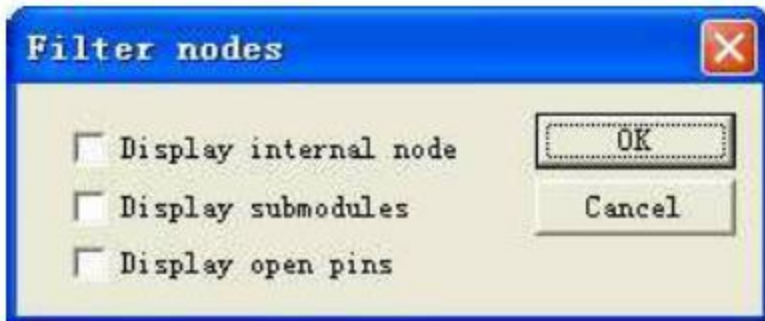 Filter nodes
Display internal node
OK
Display submodules
Cancel
Display open pins